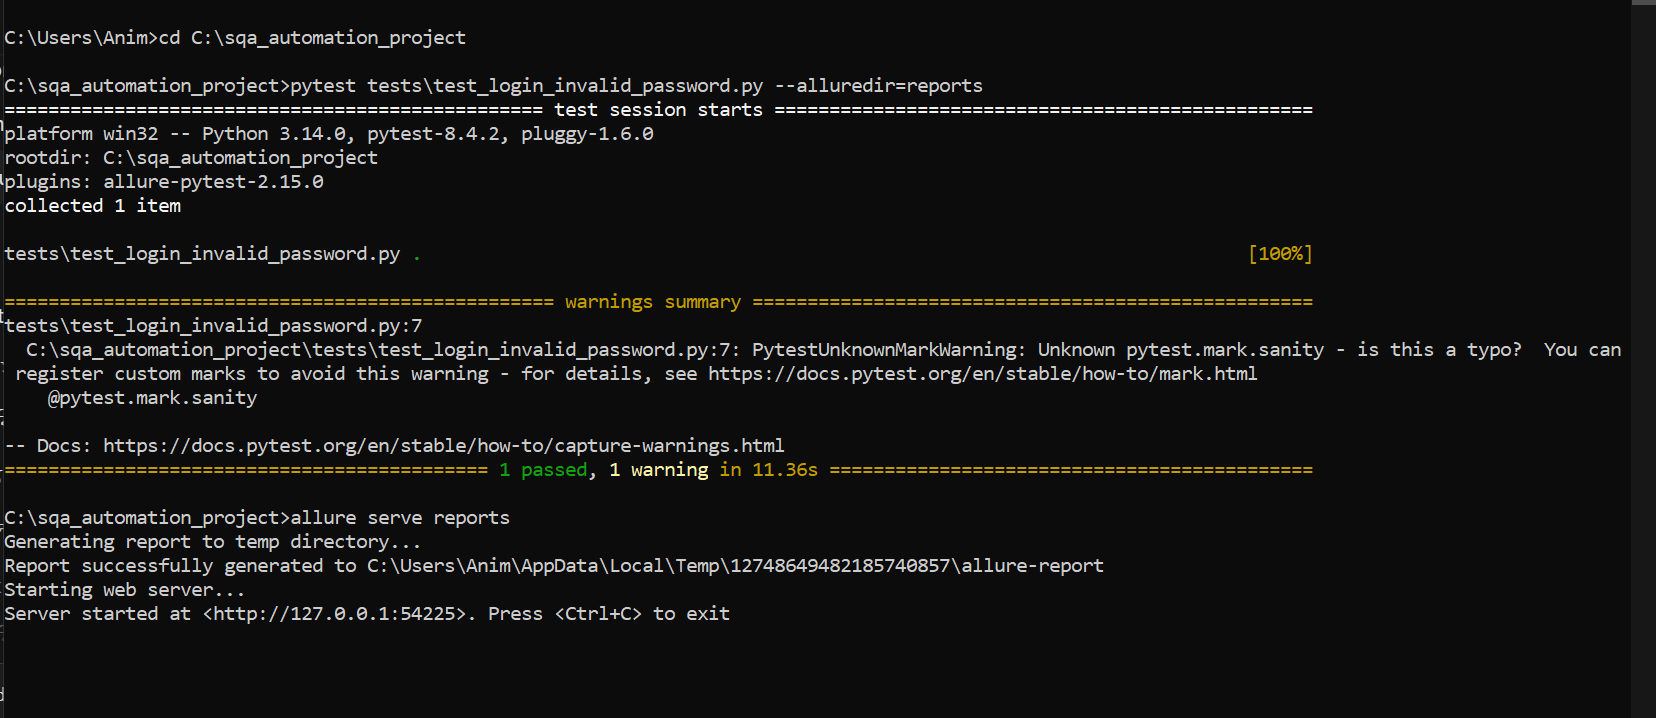 C:\Users\Anim>cd C:\sqa_automation_project
C:\sqa_automation_project>pytest tests\test_login_invalid_password.py --alluredir=reports
================================================= test session starts =================================================
platform win32 -- Python 3.14.0, pytest-8.4.2, pluggy-1.6.0
rootdir: C:\sqa_automation_project
plugins: allure-pytest-2.15.0
collected 1 item
tests\test_login_invalid_password.py . [100%]
================================================== warnings summary ===================================================
tests\test_login_invalid_password.py:7
C:\sqa_automation_project\tests\test_login_invalid_password.py:7: PytestUnknownMarkWarning: Unknown pytest.mark.sanity - is this a typo?  You can
register custom marks to avoid this warning - for details, see https://docs.pytest.org/en/stable/how-to/mark.html
@pytest.mark.sanity
-- Docs: https://docs.pytest.org/en/stable/how-to/capture-warnings.html
============================================ 1 passed, 1 warning in 11.36s ============================================
C:\sqa_automation_project>allure serve reports
Generating report to temp directory...
Report successfully generated to C:\Users\Anim\AppData\Local\Temp\12748649482185740857\allure-report
Starting web server...
Server started at <http://127.0.0.1:54225>. Press <Ctrl+C> to exit